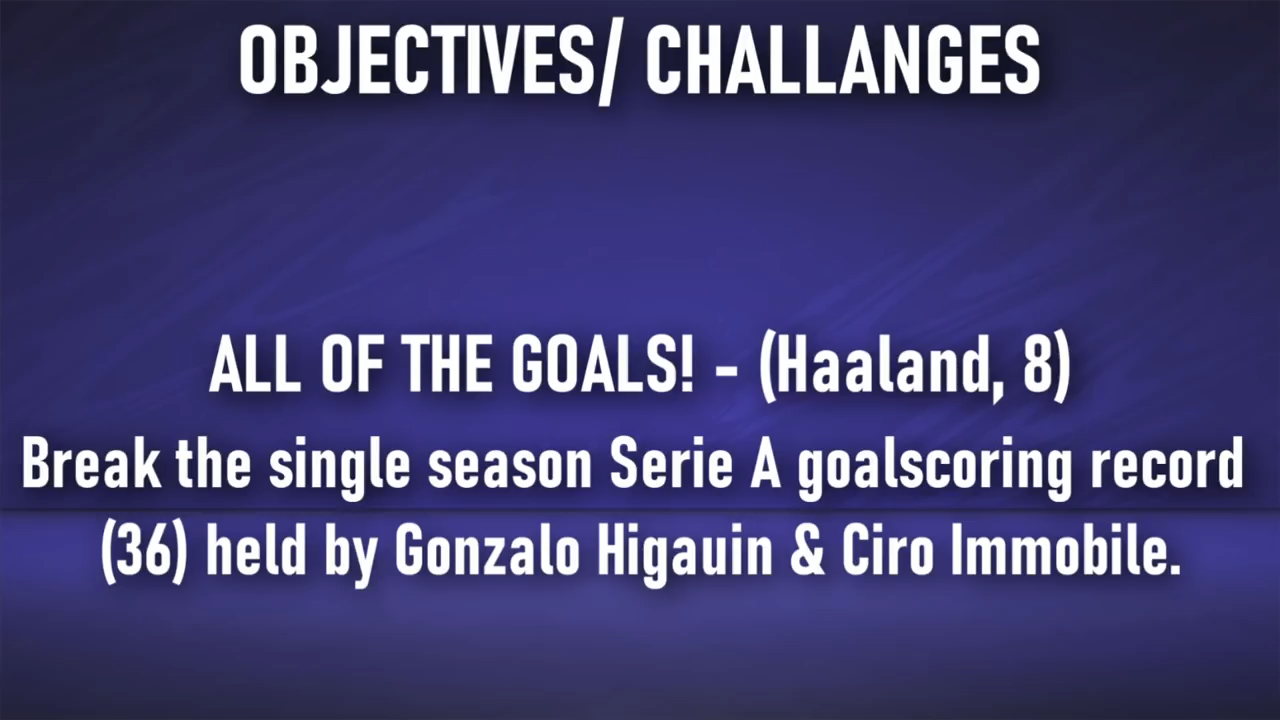 OBJECTIVES/ CHALLANGES
ALL OF THE GOALS! - (Haaland, 8)
Break the single season Serie A goalscoring record
(36) held by Gonzalo Higauin & Ciro Immobile.